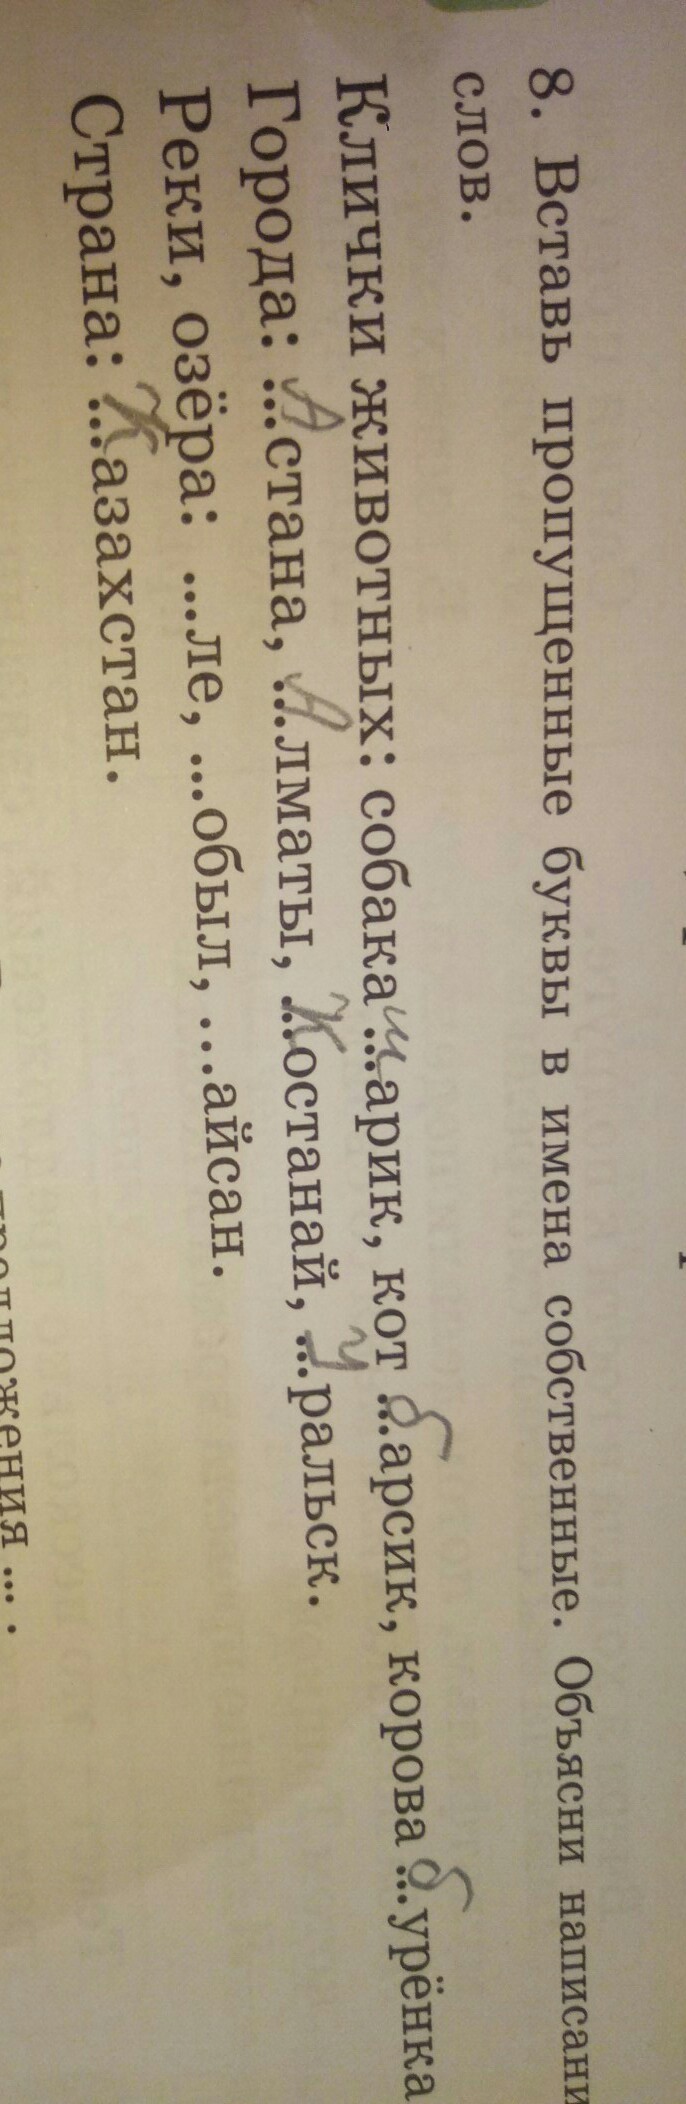 8. Вставь пропущенные буквы в имена собственные. Объясни написани
слов.
Клички животных: собака ш...арик, кот б...арсик, корова б...урёнка
Города: А...стана, А...лматы, К...останай, У...ральск.
Реки, озёра: ...ле, ...обыл, ...айсан.
Страна: К...азахстан.